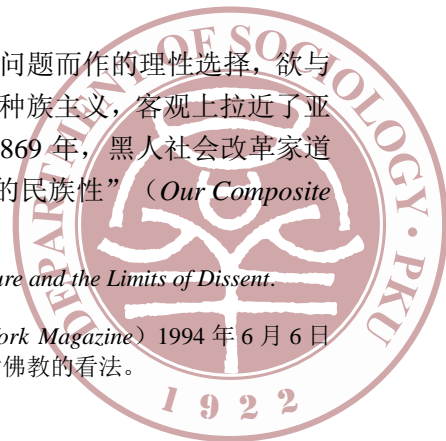 问题而作的理性选择，欲与
种族主义，客观上拉近了亚
869 年，黑人社会改革家道
的民族性”（Our Composite
ure and the Limits of Dissent.
ork Magazine）1994 年 6 月 6 日
佛教的看法。
DEPARTMENT OF SOCIOLOGY · PKU
1922